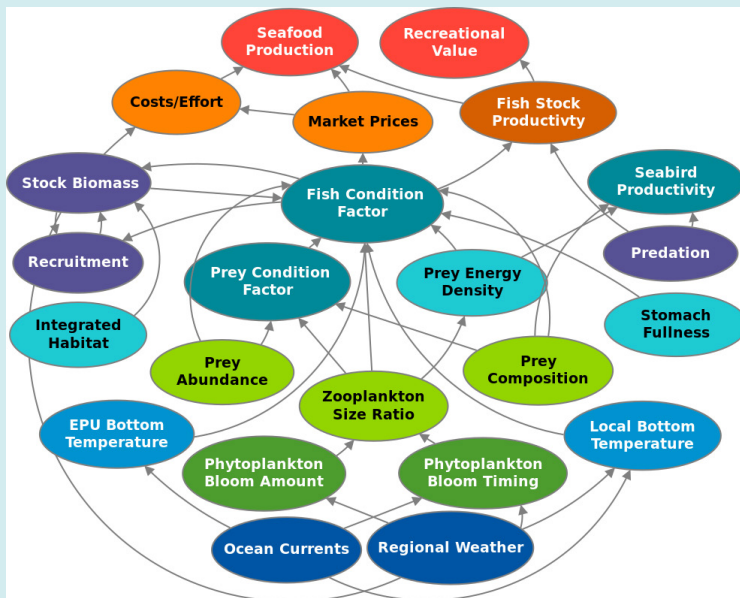 Seafood
Production
Recreational
Value
Costs/Effort
Market Prices
Fish Stock
Productivty
Stock Biomass
Fish Condition
Factor
Seabird
Productivity
Recruitment
Predation
Prey Condition
Factor
Prey Energy
Density
Integrated
Habitat
Stomach
Fullness
Prey
Abundance
Prey
Composition
Zooplankton
Size Ratio
EPU Bottom
Temperature
Local Bottom
Temperature
Phytoplankton
Bloom Amount
Phytoplankton
Bloom Timing
Ocean Currents
Regional Weather